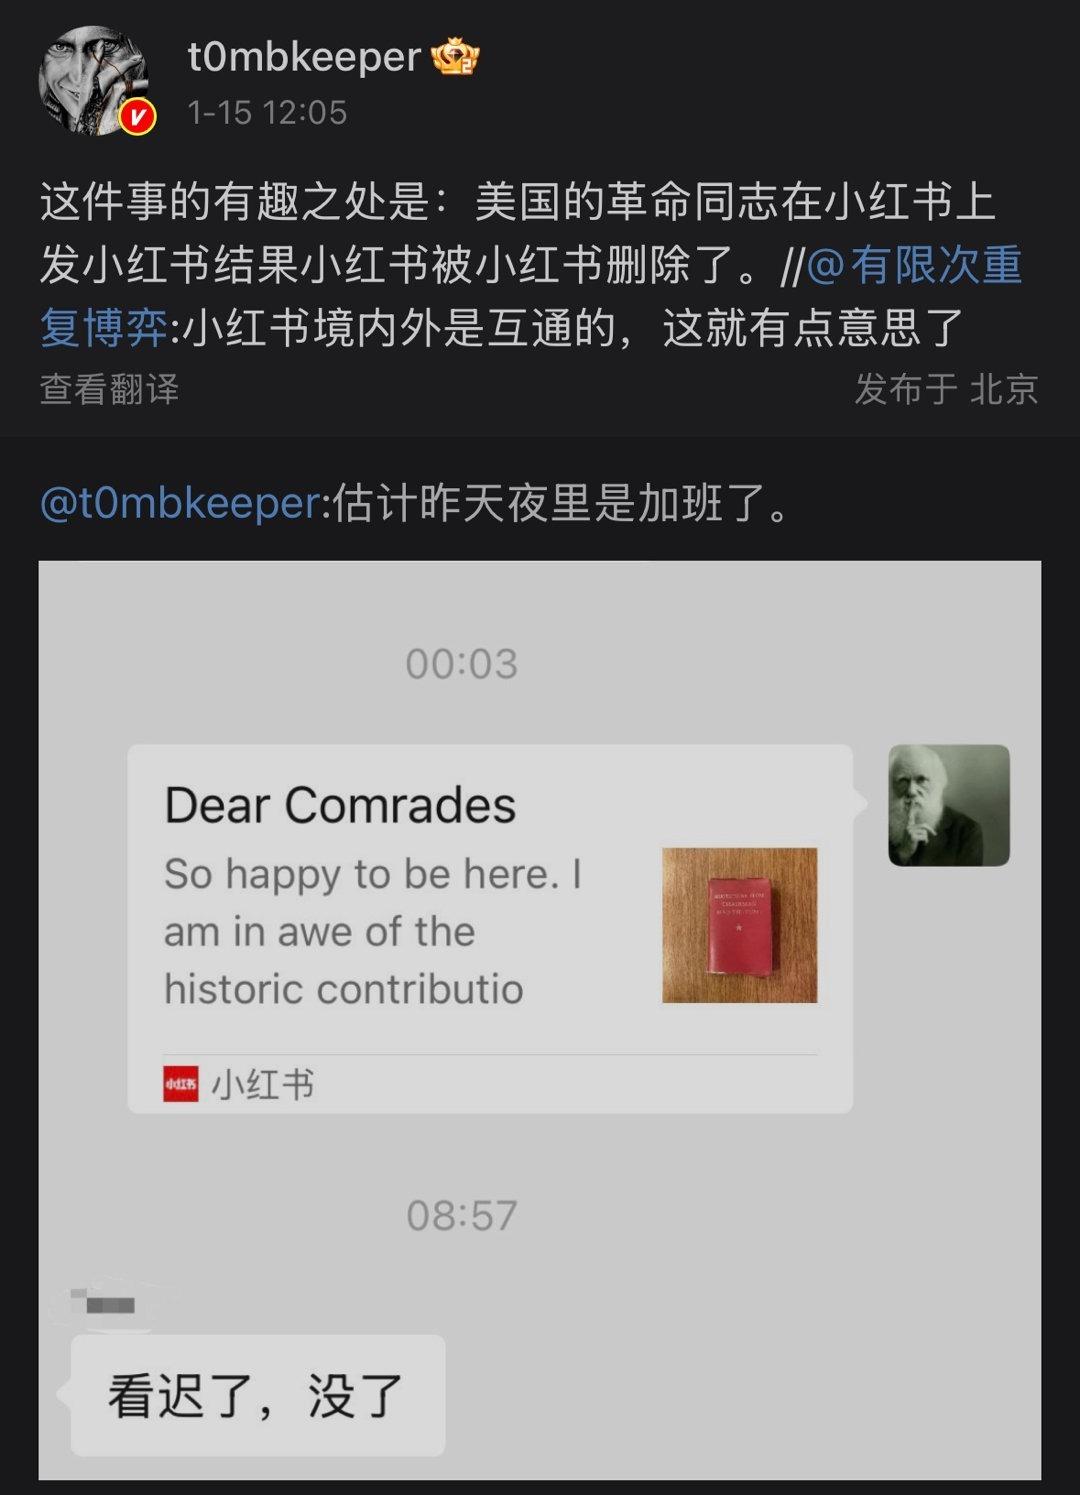 t0mbkeeper
1-15 12:05
这件事的有趣之处是：美国的革命同志在小红书上
发小红书结果小红书被小红书删除了。//@有限次重
复博弈:小红书境内外是互通的，这就有点意思了
查看翻译
发布于 北京
@t0mbkeeper:估计昨天夜里是加班了。
00:03
Dear Comrades
So happy to be here. I
am in awe of the
historic contributio
小红书
小红书
08:57
看迟了，没了